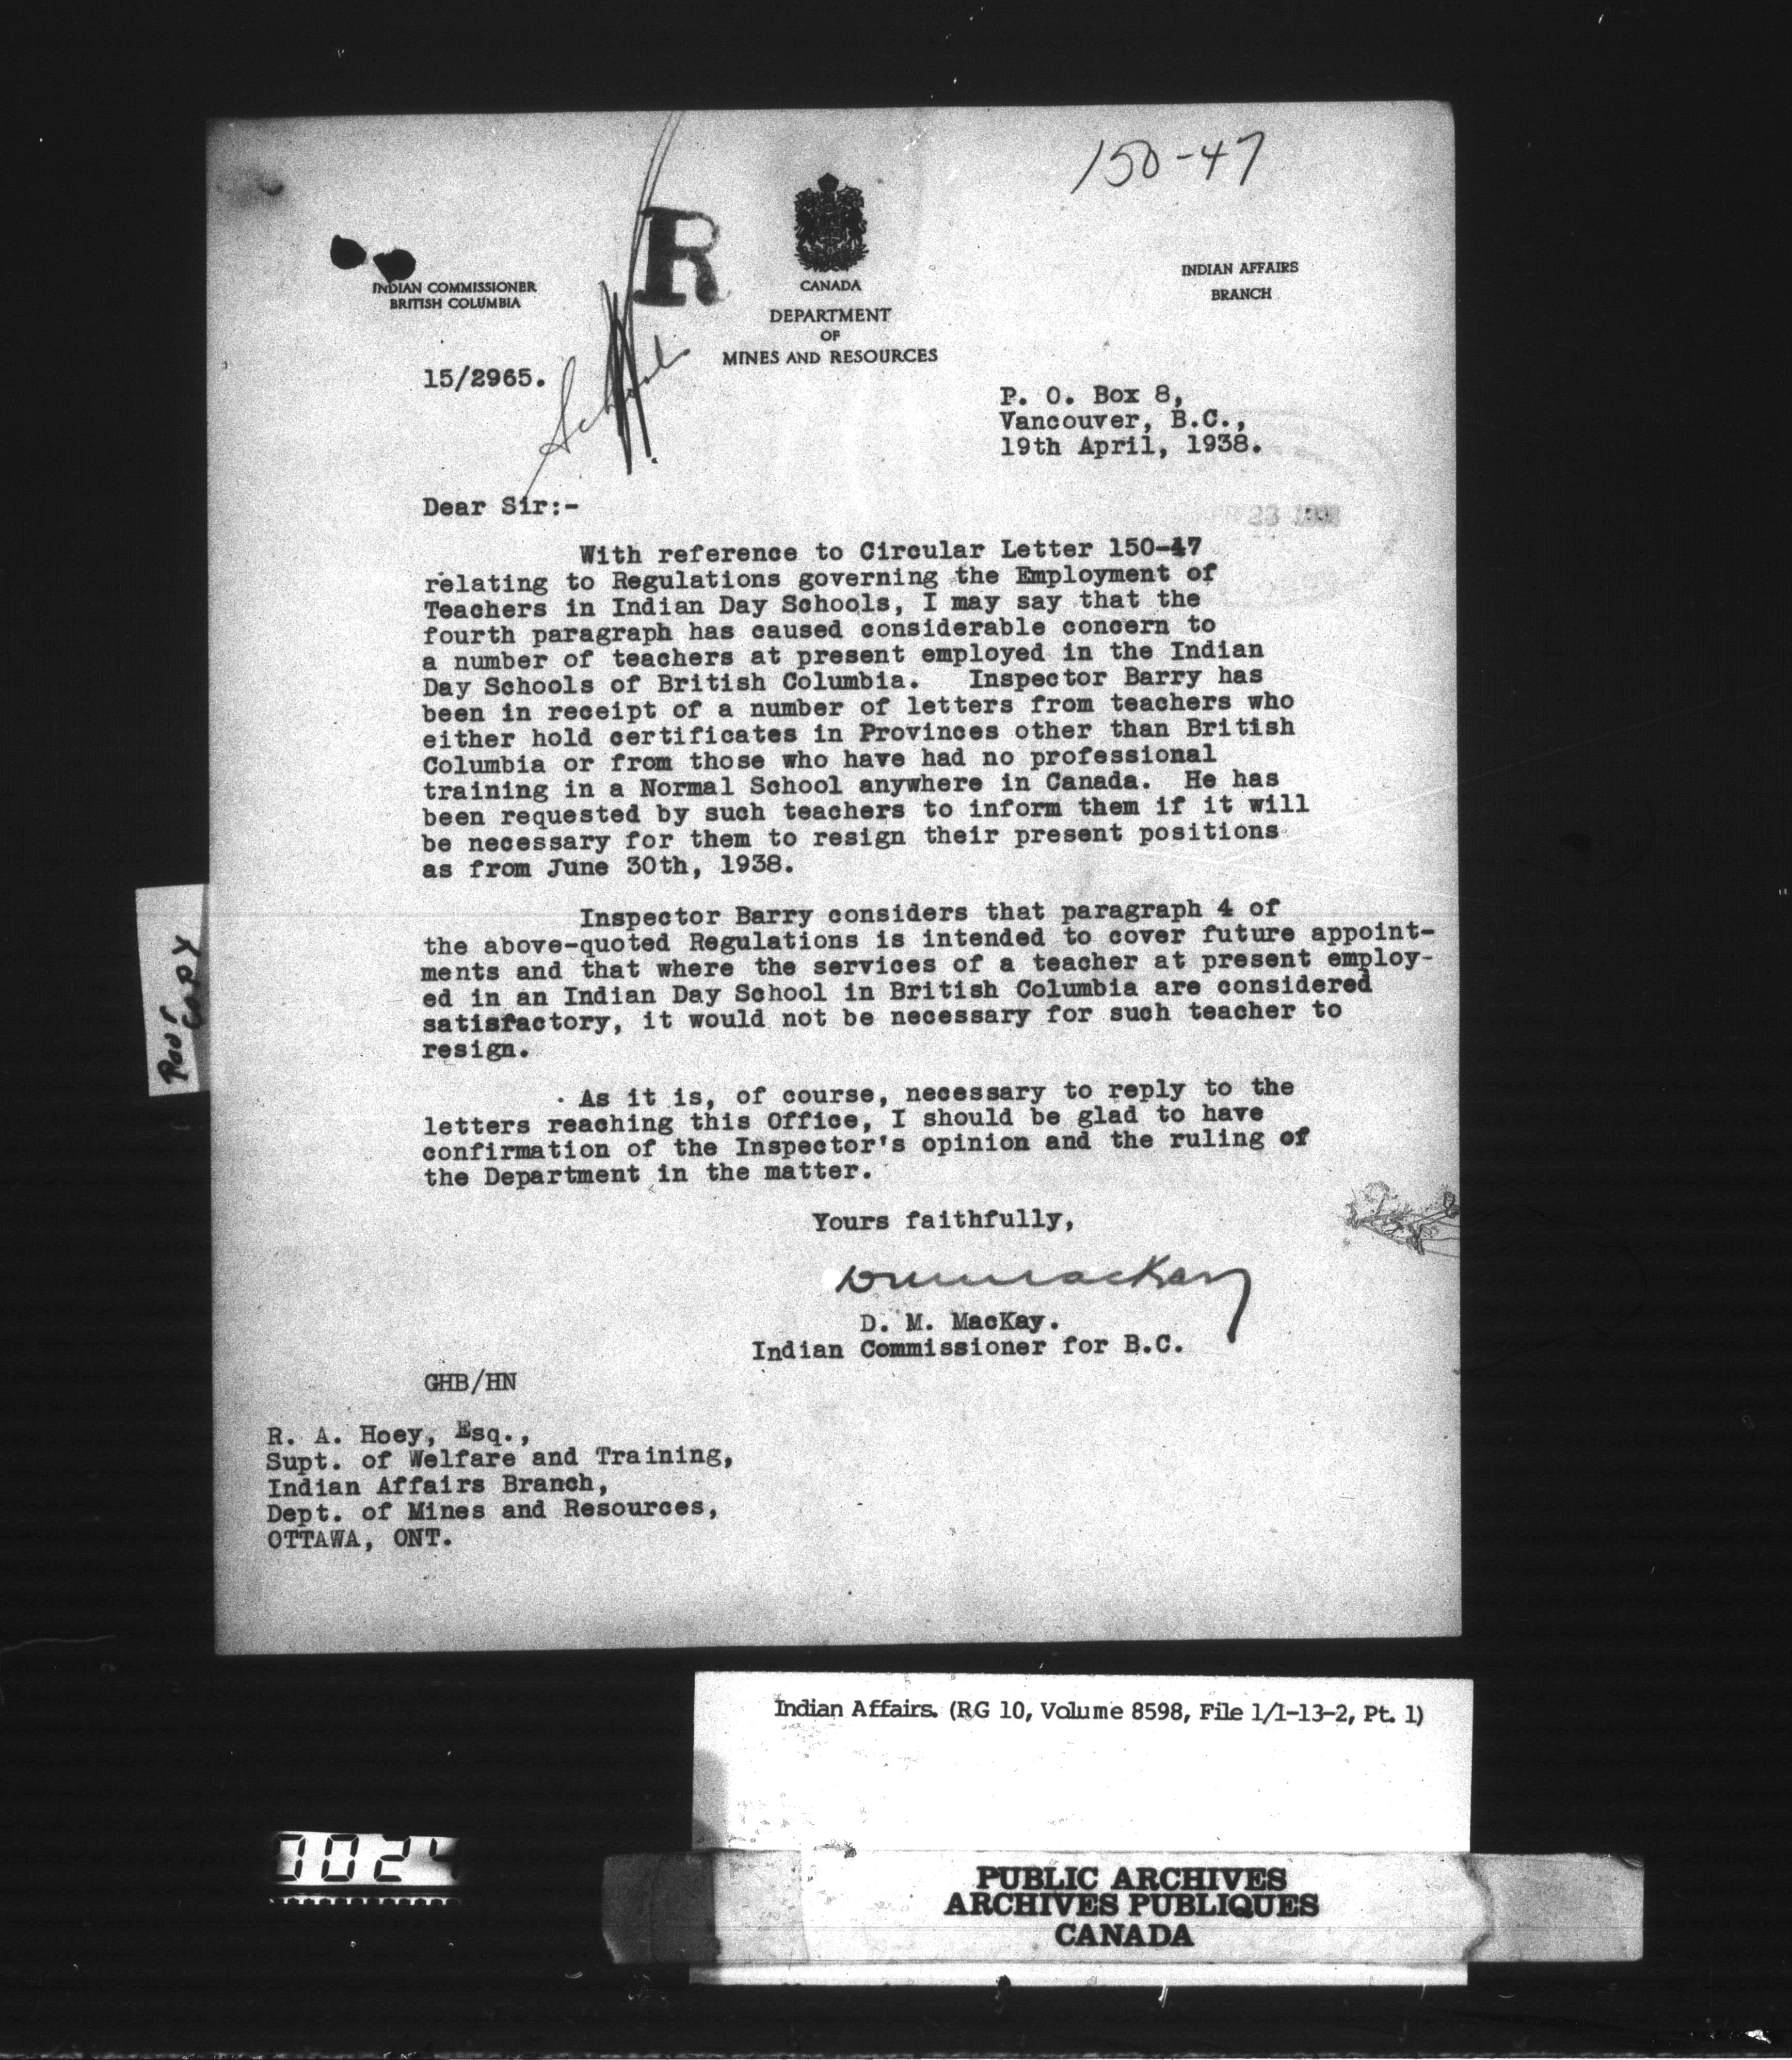 150-47
R
INDIAN COMMISSIONER
BRITISH COLUMBIA
CANADA
DEPARTMENT
OF
MINES AND RESOURCES
INDIAN AFFAIRS
BRANCH
15/2965.
Schools
P. O. Box 8,
Vancouver, B.C.,
19th April, 1938.
Dear Sir:-
23 1938
With reference to Circular Letter 150-47
relating to Regulations governing the Employment of
Teachers in Indian Day Schools, I may say that the
fourth paragraph has caused considerable concern to
a number of teachers at present employed in the Indian
Day Schools of British Columbia. Inspector Barry has
been in receipt of a number of letters from teachers who
either hold certificates in Provinces other than British
Columbia or from those who have had no professional
training in a Normal School anywhere in Canada. He has
been requested by such teachers to inform them if it will
be necessary for them to resign their present positions
as from June 30th, 1938.
Inspector Barry considers that paragraph 4 of
the above-quoted Regulations is intended to cover future appoint-
ments and that where the services of a teacher at present employ-
ed in an Indian Day School in British Columbia are considered
satisfactory, it would not be necessary for such teacher to
resign.
As it is, of course, necessary to reply to the
letters reaching this Office, I should be glad to have
confirmation of the Inspector's opinion and the ruling of
the Department in the matter.
Yours faithfully,
D M MacKay
D. M. MacKay.
Indian Commissioner for B.C.
GHB/HN
R. A. Hoey, Esq.,
Supt. of Welfare and Training,
Indian Affairs Branch,
Dept. of Mines and Resources,
OTTAWA, ONT.
POOR
COPY
Indian Affairs. (RG 10, Volume 8598, File 1/1-13-2, Pt. 1)
PUBLIC ARCHIVES
ARCHIVES PUBLIQUES
CANADA